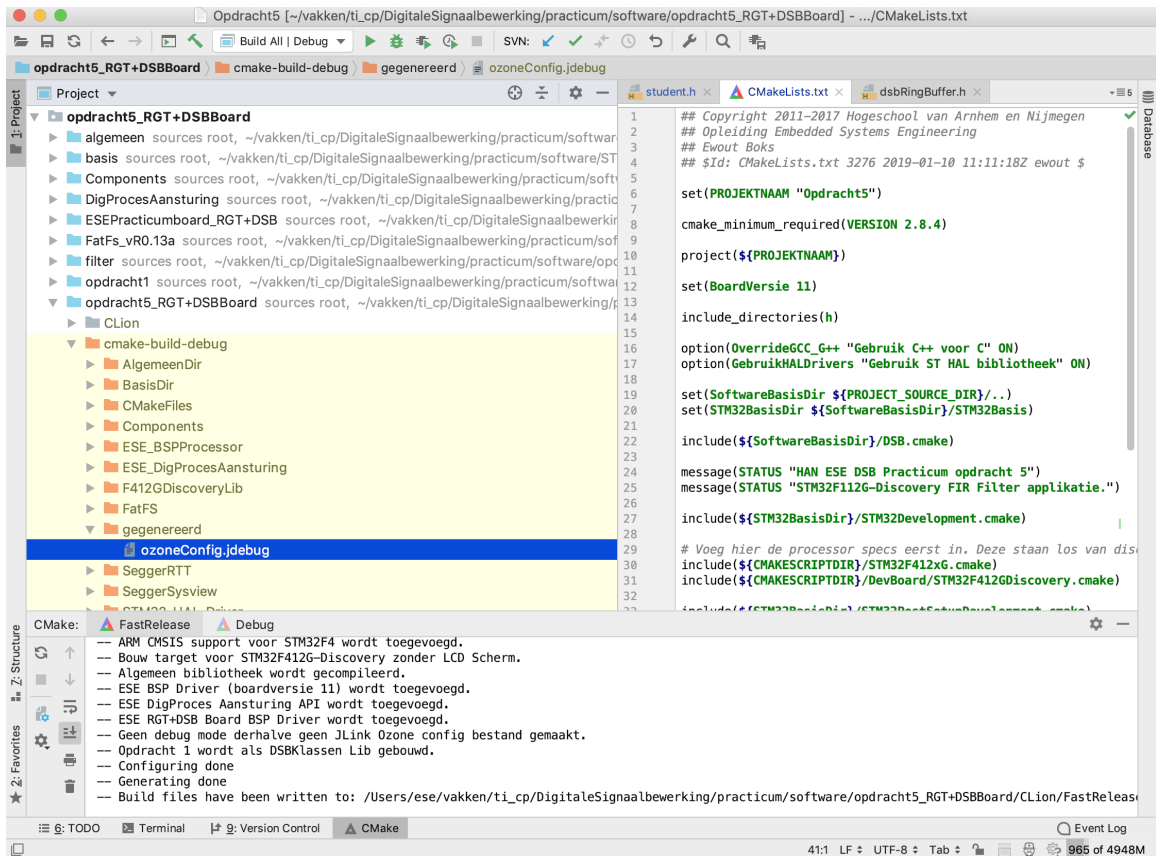 Opdracht5 [~/vakken/ti_cp/DigitaleSignaalbewerking/practicum/software/opdracht5_RGT+DSBBoard] - .../CMakeLists.txt
Build All | Debug
SVN:
opdracht5_RGT+DSBBoard
cmake-build-debug
gegenereerd
ozoneConfig.jdebug
1: Project
Project
student.h
CMakeLists.txt
dsbRingBuffer.h
5
Database
opdracht5_RGT+DSBBoard
algemeen sources root, ~/vakken/ti_cp/DigitaleSignaalbewerking/practicum/softwar
basis sources root, ~/vakken/ti_cp/DigitaleSignaalbewerking/practicum/software/ST
Components sources root, ~/vakken/ti_cp/DigitaleSignaalbewerking/practicum/soft
DigProcesAansturing sources root, ~/vakken/ti_cp/DigitaleSignaalbewerking/practic
ESEPracticumboard_RGT+DSB sources root, ~/vakken/ti_cp/DigitaleSignaalbewerkir
FatFs_vR0.13a sources root, ~/vakken/ti_cp/DigitaleSignaalbewerking/practicum/sof
filter sources root, ~/vakken/ti_cp/DigitaleSignaalbewerking/practicum/software/opd
opdracht1 sources root, ~/vakken/ti_cp/DigitaleSignaalbewerking/practicum/softwa
opdracht5_RGT+DSBBoard sources root, ~/vakken/ti_cp/DigitaleSignaalbewerking/p
CLion
cmake-build-debug
AlgemeenDir
BasisDir
CMakeFiles
Components
ESE_BSPProcessor
ESE_DigProcesAansturing
F412GDiscoveryLib
FatFS
gegenereerd
ozoneConfig.jdebug
SeggerRTT
SeggerSysview
STM32_HAL_Driver
1 ## Copyright 2011-2017 Hogeschool van Arnhem en Nijmegen
2 ## Opleiding Embedded Systems Engineering
3 ## Ewout Boks
4 ## $Id: CMakeLists.txt 3276 2019-01-10 11:11:18Z ewout $
5
6 set(PROJEKTNAAM "Opdracht5")
7
8 cmake_minimum_required(VERSION 2.8.4)
9
10 project(${PROJEKTNAAM})
11
12 set(BoardVersie 11)
13
14 include_directories(h)
15
16 option(OverrideGCC_G++ "Gebruik C++ voor C" ON)
17 option(GebruikHALDrivers "Gebruik ST HAL bibliotheek" ON)
18
19 set(SoftwareBasisDir ${PROJECT_SOURCE_DIR}/..)
20 set(STM32BasisDir ${SoftwareBasisDir}/STM32Basis)
21
22 include(${SoftwareBasisDir}/DSB.cmake)
23
24 message(STATUS "HAN ESE DSB Practicum opdracht 5")
25 message(STATUS "STM32F112G-Discovery FIR Filter applikatie.")
26
27 include(${STM32BasisDir}/STM32Development.cmake)
28
29 # Voeg hier de processor specs eerst in. Deze staan los van dis
30 include(${CMAKESCRIPTDIR}/STM32F412xG.cmake)
31 include(${CMAKESCRIPTDIR}/DevBoard/STM32F412GDiscovery.cmake)
32
33 include(${STM32BasisDir}/STM32PostSetupDevelopment.cmake)
Z: Structure
2: Favorites
CMake:
FastRelease
Debug
-- ARM CMSIS support voor STM32F4 wordt toegevoegd.
-- Bouw target voor STM32F412G-Discovery zonder LCD Scherm.
-- Algemeen bibliotheek wordt gecompileerd.
-- ESE BSP Driver (boardversie 11) wordt toegevoegd.
-- ESE DigProces Aansturing API wordt toegevoegd.
-- ESE RGT+DSB Board BSP Driver wordt toegevoegd.
-- Geen debug mode derhalve geen JLink Ozone config bestand gemaakt.
-- Opdracht 1 wordt als DSBKlassen Lib gebouwd.
-- Configuring done
-- Generating done
-- Build files have been written to: /Users/ese/vakken/ti_cp/DigitaleSignaalbewerking/practicum/software/opdracht5_RGT+DSBBoard/CLion/FastRelease
6: TODO
Terminal
9: Version Control
CMake
Event Log
41:1 LF UTF-8 Tab 965 of 4948M